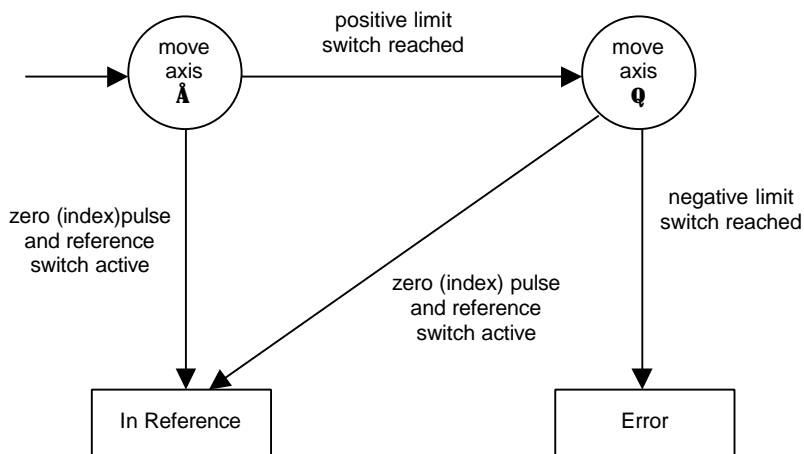 positive limit
switch reached
move
axis
Å
move
axis
Q
zero (index)pulse
and reference
switch active
negative limit
switch reached
zero (index) pulse
and reference
switch active
In Reference
Error